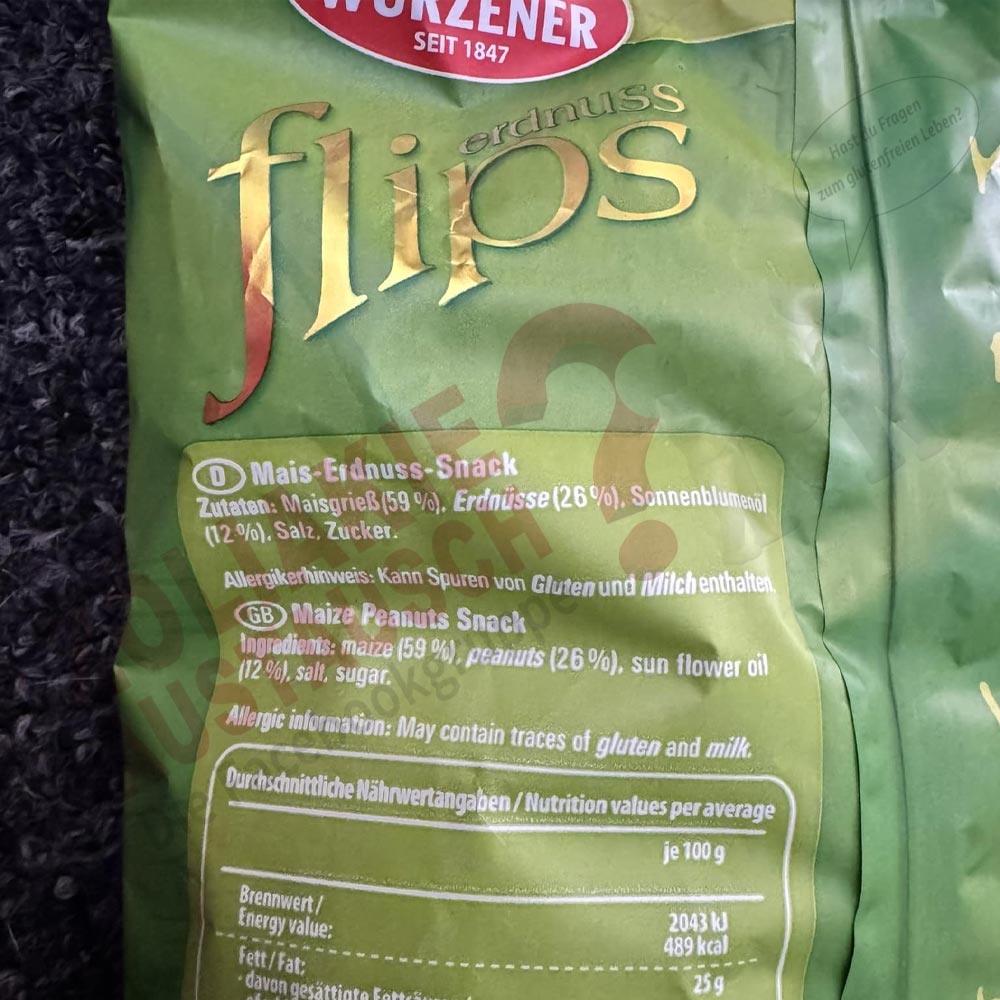 WURZENER
SEIT 1847
erdnuss
flips
Hast du Fragen
zum glutenfreien Leben?
D Mais-Erdnuss-Snack
Zutaten: Maisgrieß (59 %), Erdnüsse (26 %), Sonnenblumenöl
(12 %), Salz, Zucker.
Allergikerhinweis: Kann Spuren von Gluten und Milch enthalten.
GB Maize Peanuts Snack
Ingredients: maize (59 %), peanuts (26 %), sun flower oil
(12 %), salt, sugar.
Allergic information: May contain traces of gluten and milk.
Durchschnittliche Nährwertangaben / Nutrition values per average
je 100 g
Brennwert /
Energy value:
2043 kJ
489 kcal
Fett / Fat:
25 g
- davon gesättigte